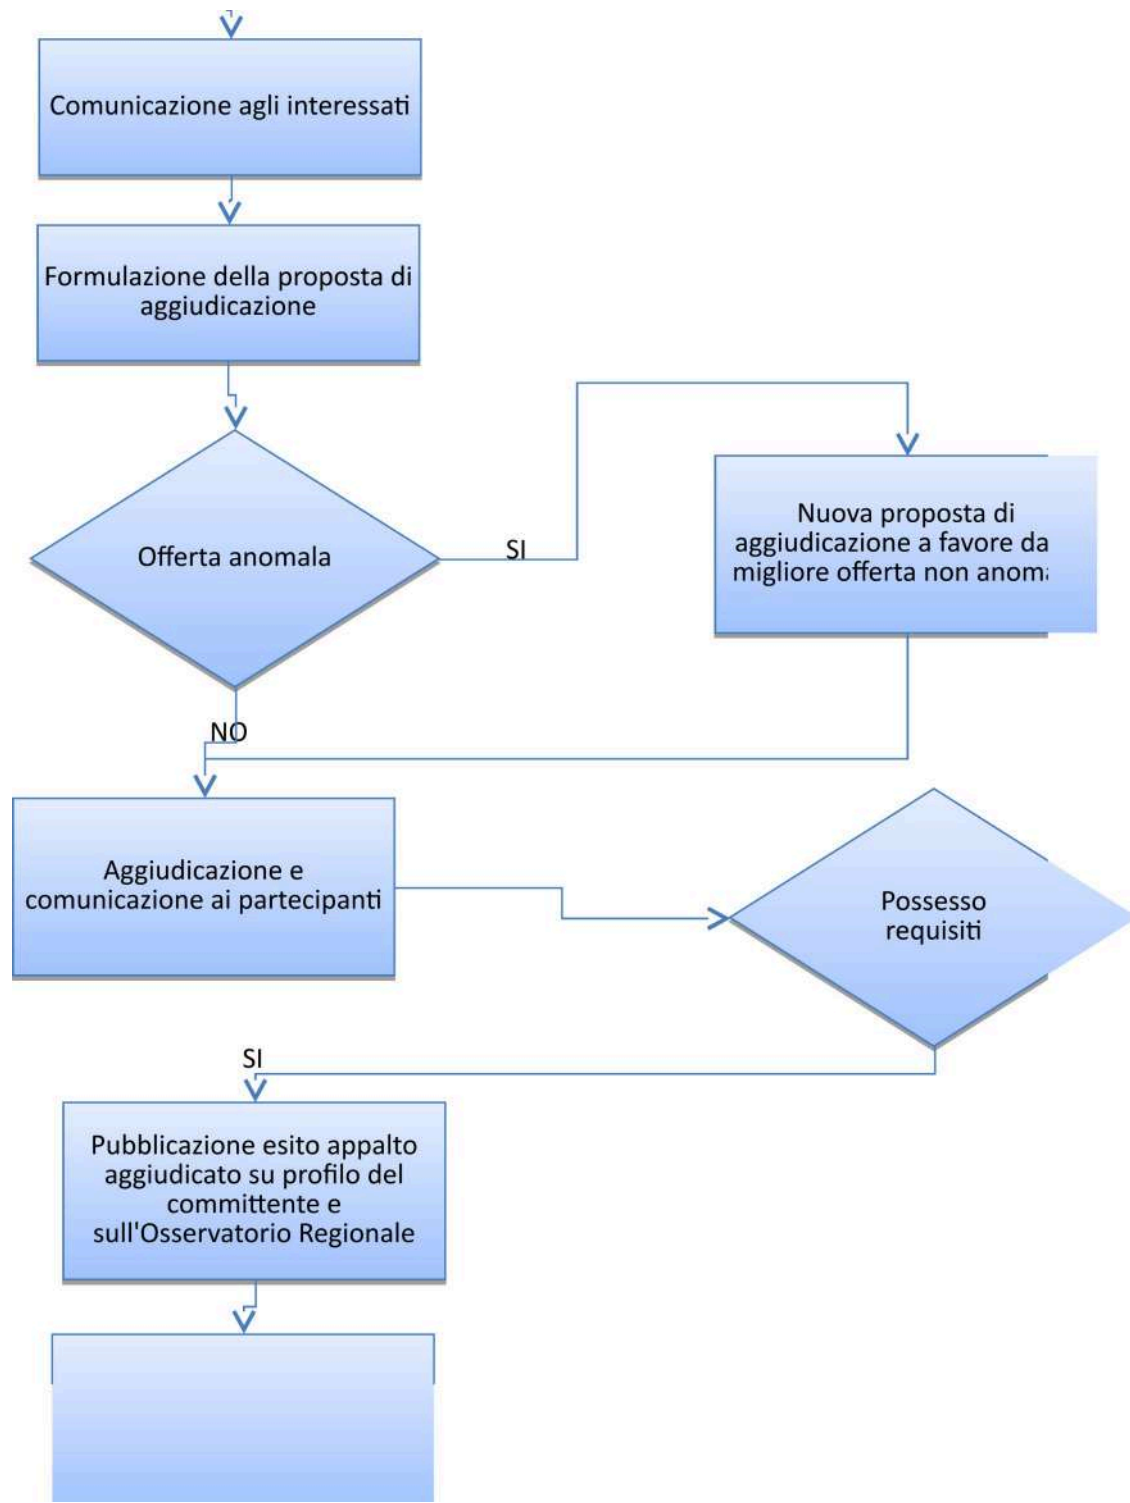 Comunicazione agli interessati
Formulazione della proposta di
aggiudicazione
Offerta anomala
SI
Nuova proposta di
aggiudicazione a favore da
migliore offerta non
NO
Aggiudicazione e
comunicazione ai partecipanti
Possesso
requisiti
SI
Pubblicazione esito appalto
aggiudicato su profilo del
committente e
sull'Osservatorio Regionale